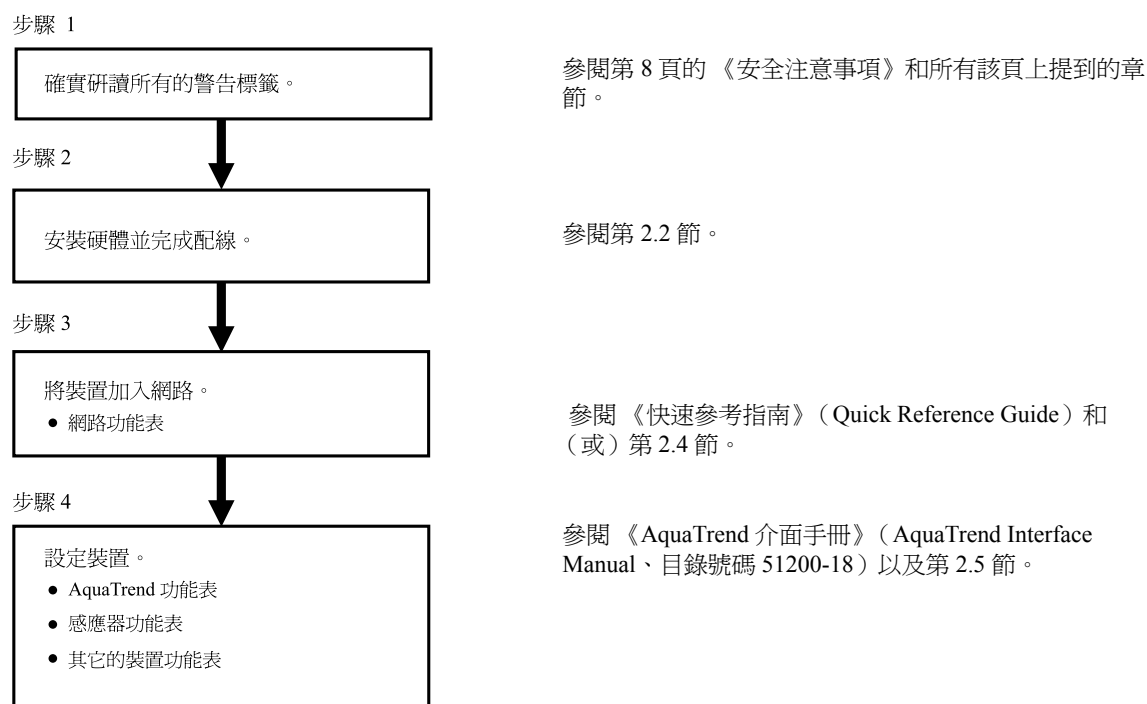 步驟 1
確實研讀所有的警告標籤。
參閱第 8 頁的 《安全注意事項》和所有該頁上提到的章
節。
步驟 2
安裝硬體並完成配線。
參閱第 2.2 節。
步驟 3
將裝置加入網路。
● 網路功能表
參閱 《快速參考指南》（Quick Reference Guide）和
（或）第 2.4 節。
步驟 4
設定裝置。
● AquaTrend 功能表
● 感應器功能表
● 其它的裝置功能表
參閱 《AquaTrend 介面手冊》（AquaTrend Interface
Manual、目錄號碼 51200-18）以及第 2.5 節。